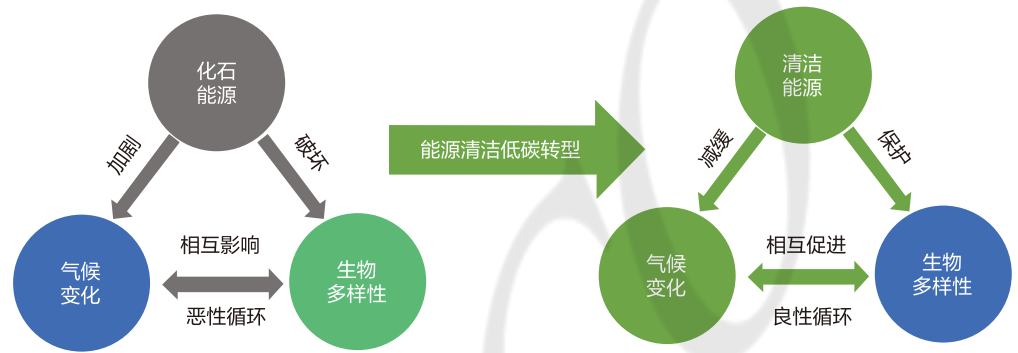 化石
能源
加剧
破坏
气候
变化
相互影响
恶性循环
生物
多样性
能源清洁低碳转型
清洁
能源
减缓
保护
气候
变化
相互促进
良性循环
生物
多样性